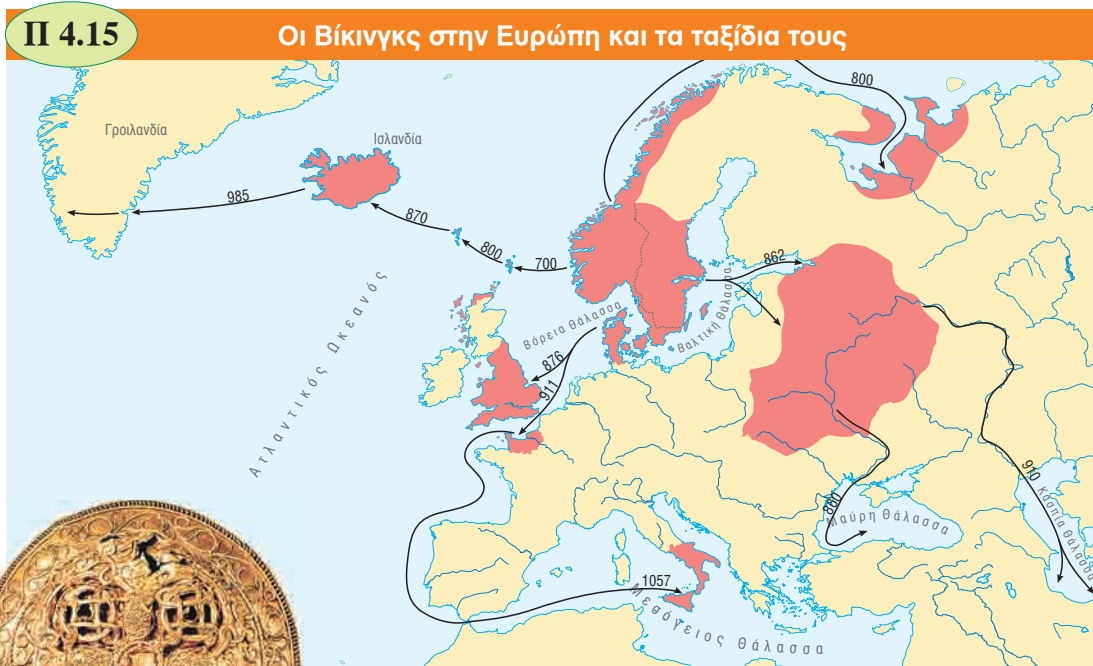 Π 4.15
Οι Βίκινγκς στην Ευρώπη και τα ταξίδια τους
800
Γροιλανδία
Ισλανδία
985
870
800
700
862
Βόρεια Θάλασσα
Βαλτική Θάλασσα
876
911
Ατλαντικός Ωκεανός
860
910
Μαύρη Θάλασσα
Κασπία Θάλασσα
1057
Μεσόγειος Θάλασσα